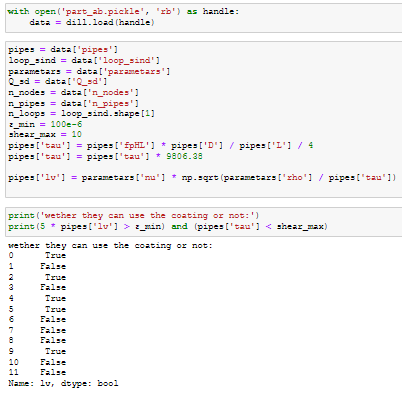 with open('part_ab.pickle', 'rb') as handle:
    data = dill.load(handle)
pipes = data['pipes']
loop_sind = data['loop_sind']
parametars = data['parametars']
Q_sd = data['Q_sd']
n_nodes = data['n_nodes']
n_pipes = data['n_pipes']
n_loops = loop_sind.shape[1]
ε_min = 100e-6
shear_max = 10
pipes['tau'] = pipes['fpHL'] * pipes['D'] / pipes['L'] / 4
pipes['tau'] = pipes['tau'] * 9806.38
pipes['lv'] = parametars['nu'] * np.sqrt(parametars['rho'] / pipes['tau'])
print('wether they can use the coating or not:')
print(5 * pipes['lv'] > ε_min) and (pipes['tau'] < shear_max)
wether they can use the coating or not:
0      True
1     False
2      True
3     False
4      True
5      True
6     False
7     False
8     False
9      True
10    False
11    False
Name: lv, dtype: bool